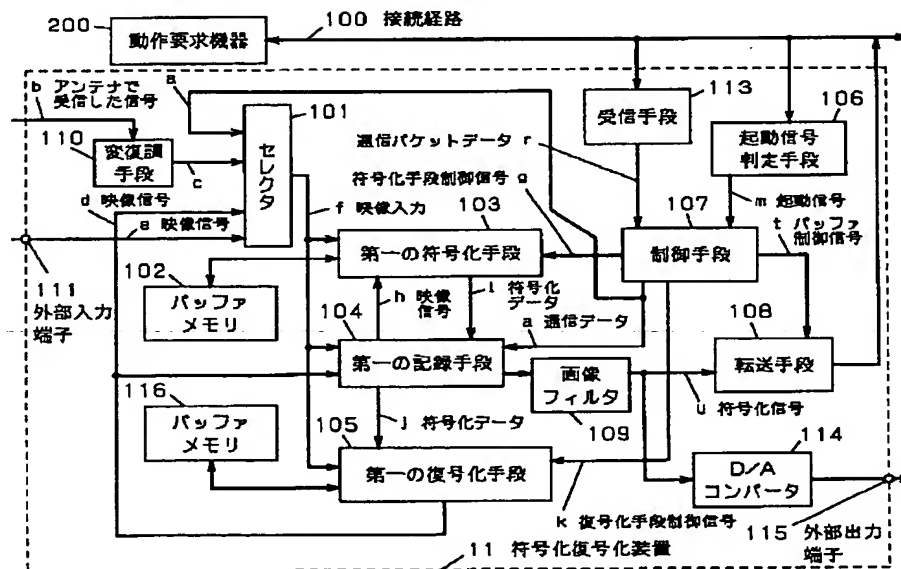 200
動作要求機器
100 接続経路
b アンテナで
受信した信号
a
101
セレクタ
113
受信手段
106
起動信号
判定手段
110
変復調
手段
c
通信パケットデータ r
符号化手段制御信号 g
m 起動信号
d 映像信号
e 映像信号
f 映像入力
103
第一の符号化手段
107
制御手段
t バッファ
制御信号
102
バッファ
メモリ
111
外部入力
端子
h 映像
信号
i 符号化
データ
a 通信データ
104
第一の記録手段
108
転送手段
画像
フィルタ
109
u 符号化信号
116
バッファ
メモリ
j 符号化データ
105
第一の復号化手段
114
D/A
コンバータ
k 復号化手段制御信号
115 外部出力
端子
11 符号化復号化装置